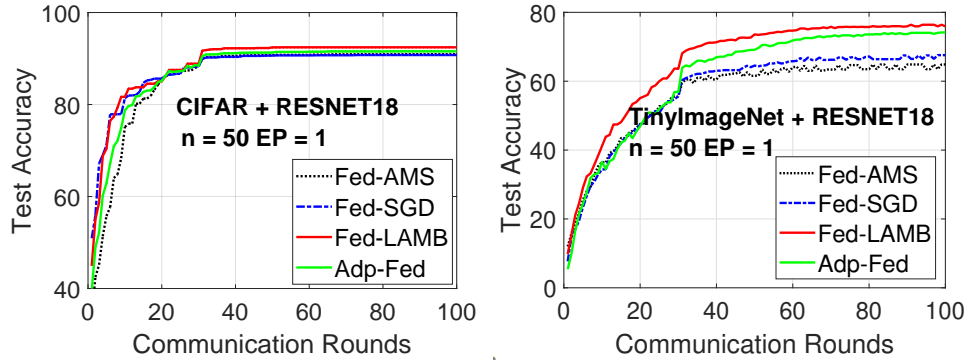 100
80
60
40
Test Accuracy
CIFAR + RESNET18
n = 50 EP = 1
Fed-AMS
Fed-SGD
Fed-LAMB
Adp-Fed
0 20 40 60 80 100
Communication Rounds
80
60
40
20
0
Test Accuracy
TinyImageNet + RESNET18
n = 50 EP = 1
Fed-AMS
Fed-SGD
Fed-LAMB
Adp-Fed
0 20 40 60 80 100
Communication Rounds